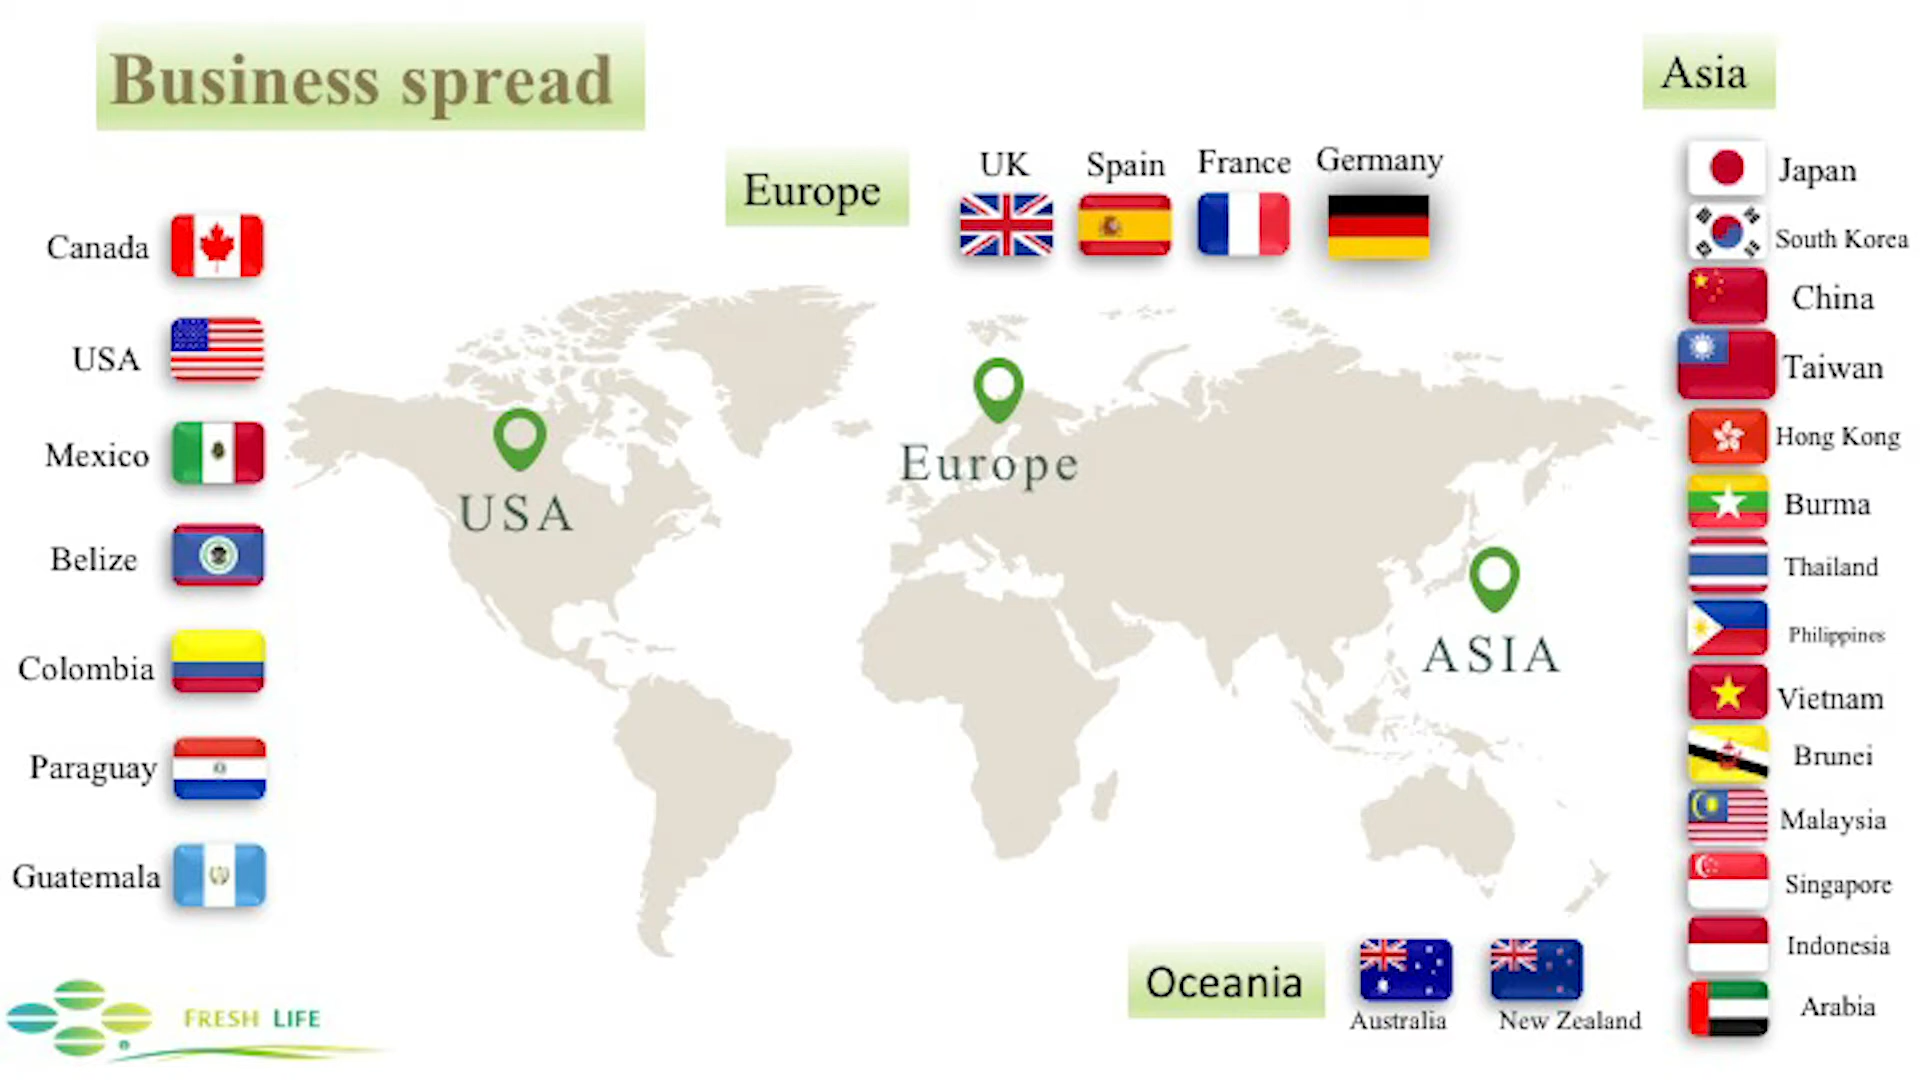 Business spread
Asia
Europe
UK
Spain
France
Germany
Canada
USA
Mexico
Belize
Colombia
Paraguay
Guatemala
USA
Europe
ASIA
Japan
South Korea
China
Taiwan
Hong Kong
Burma
Thailand
Philippines
Vietnam
Brunei
Malaysia
Singapore
Indonesia
Arabia
Oceania
Australia
New Zealand
FRESH LIFE
®